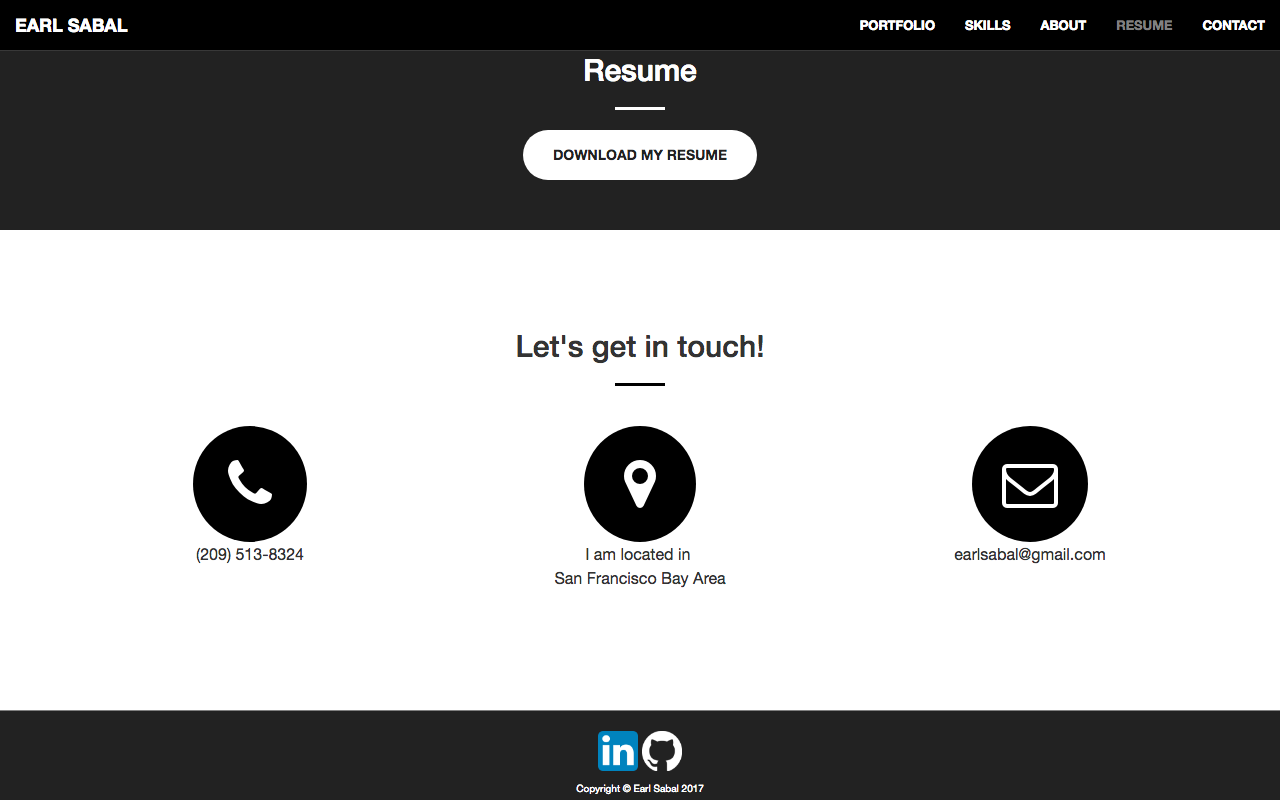 EARL SABAL
PORTFOLIO SKILLS ABOUT RESUME CONTACT
Resume
DOWNLOAD MY RESUME
Let's get in touch!
(209) 513-8324
I am located in
San Francisco Bay Area
earlsabal@gmail.com
in
Copyright © Earl Sabal 2017